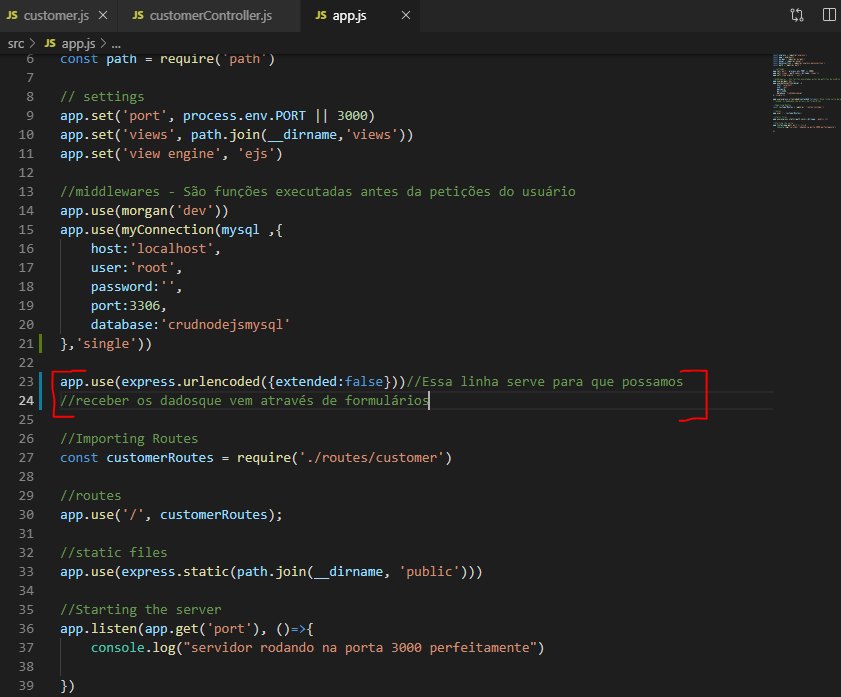 JS customer.js ×
JS customerController.js
JS app.js ×
src > JS app.js > ...
6 const path = require('path')
7
8 // settings
9 app.set('port', process.env.PORT || 3000)
10 app.set('views', path.join(__dirname,'views'))
11 app.set('view engine', 'ejs')
12
13 //middlewares - São funções executadas antes da petições do usuário
14 app.use(morgan('dev'))
15 app.use(myConnection(mysql ,{
16 host:'localhost',
17 user:'root',
18 password:'',
19 port:3306,
20 database:'crudnodejsmysql'
21 },'single'))
22
23 app.use(express.urlencoded({extended:false}))//Essa linha serve para que possamos
24 //receber os dadosque vem através de formulários
25
26 //Importing Routes
27 const customerRoutes = require('./routes/customer')
28
29 //routes
30 app.use('/', customerRoutes);
31
32 //static files
33 app.use(express.static(path.join(__dirname, 'public')))
34
35 //Starting the server
36 app.listen(app.get('port'), ()=>{
37 console.log("servidor rodando na porta 3000 perfeitamente")
38
39 })